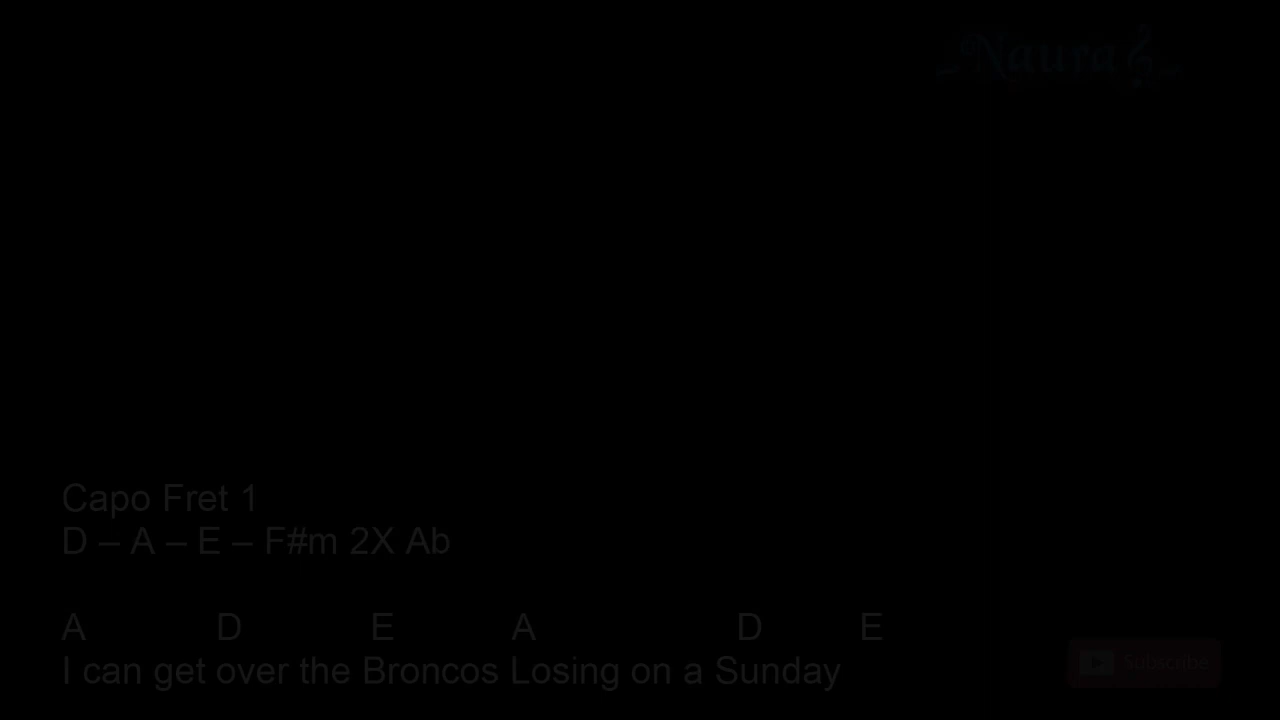 Naura
Capo Fret 1
D – A – E – F#m 2X Ab
A D E A D E
I can get over the Broncos Losing on a Sunday
Subscribe